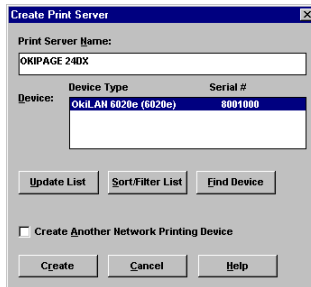 Create Print Server
Print Server Name:
OKIPAGE 24DX
Device Type Serial #
Device:
OkiLAN 6020e (6020e) 8001000
Update List Sort/Filter List Find Device
Create Another Network Printing Device
Create Cancel Help